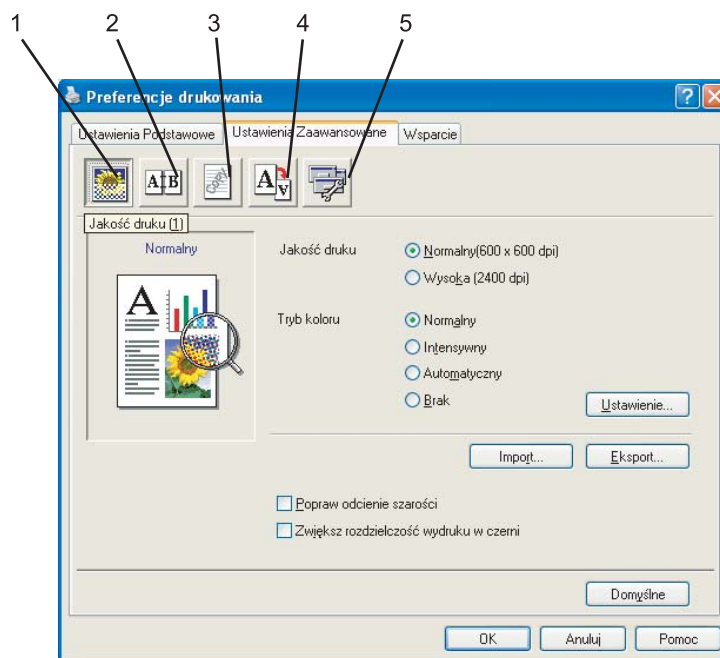 1 2 3 4 5
Preferencje drukowania
Ustawienia Podstawowe Ustawienia Zaawansowane Wsparcie
A B
COPY
A A
Jakość druku (1)
Normalny
A
Jakość druku
Normalny(600 x 600 dpi)
Wysoka (2400 dpi)
Tryb koloru
Normalny
Intensywny
Automatyczny
Brak
Ustawienie...
Import... Eksport...
Popraw odcienie szarości
Zwiększ rozdzielczość wydruku w czerni
Domyślne
OK Anuluj Pomoc